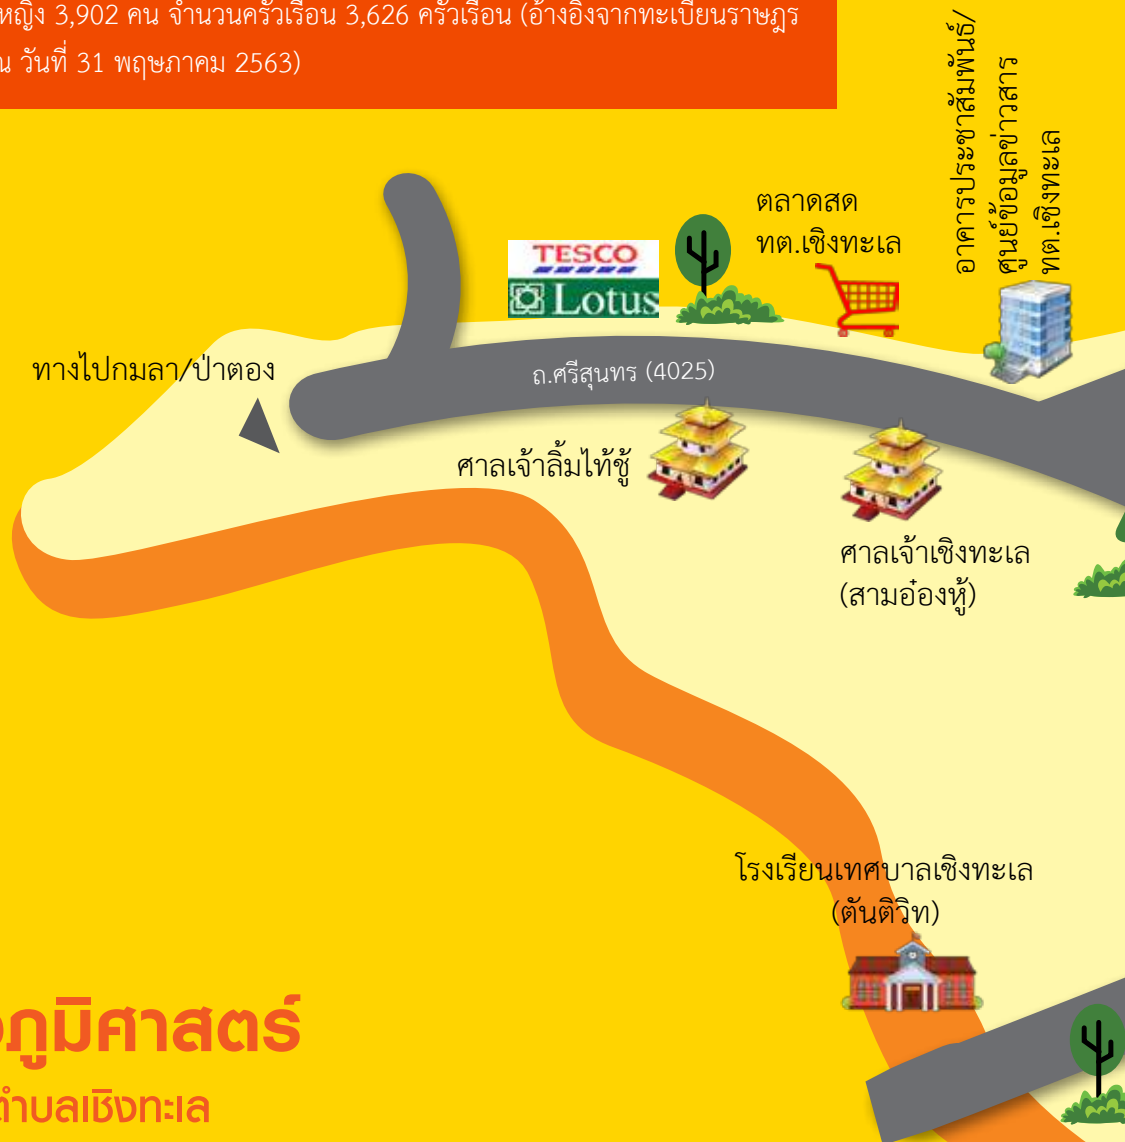 หญิง 3,902 คน จำนวนครัวเรือน 3,626 ครัวเรือน (อ้างอิงจากทะเบียนราษฎร
ณ วันที่ 31 พฤษภาคม 2563)
อาคารประชาสัมพันธ์/
ศูนย์ข้อมูลข่าวสาร
ทต.เชิงทะเล
ตลาดสด
ทต.เชิงทะเล
TESCO
Lotus
ทางไปกมลา/ป่าตอง
ถ.ศรีสุนทร (4025)
ศาลเจ้าลิ้มไท้ซู้
ศาลเจ้าเชิงทะเล
(สามอ๋องหู้)
โรงเรียนเทศบาลเชิงทะเล
(ตันติวิท)
ภูมิศาสตร์
ตำบลเชิงทะเล